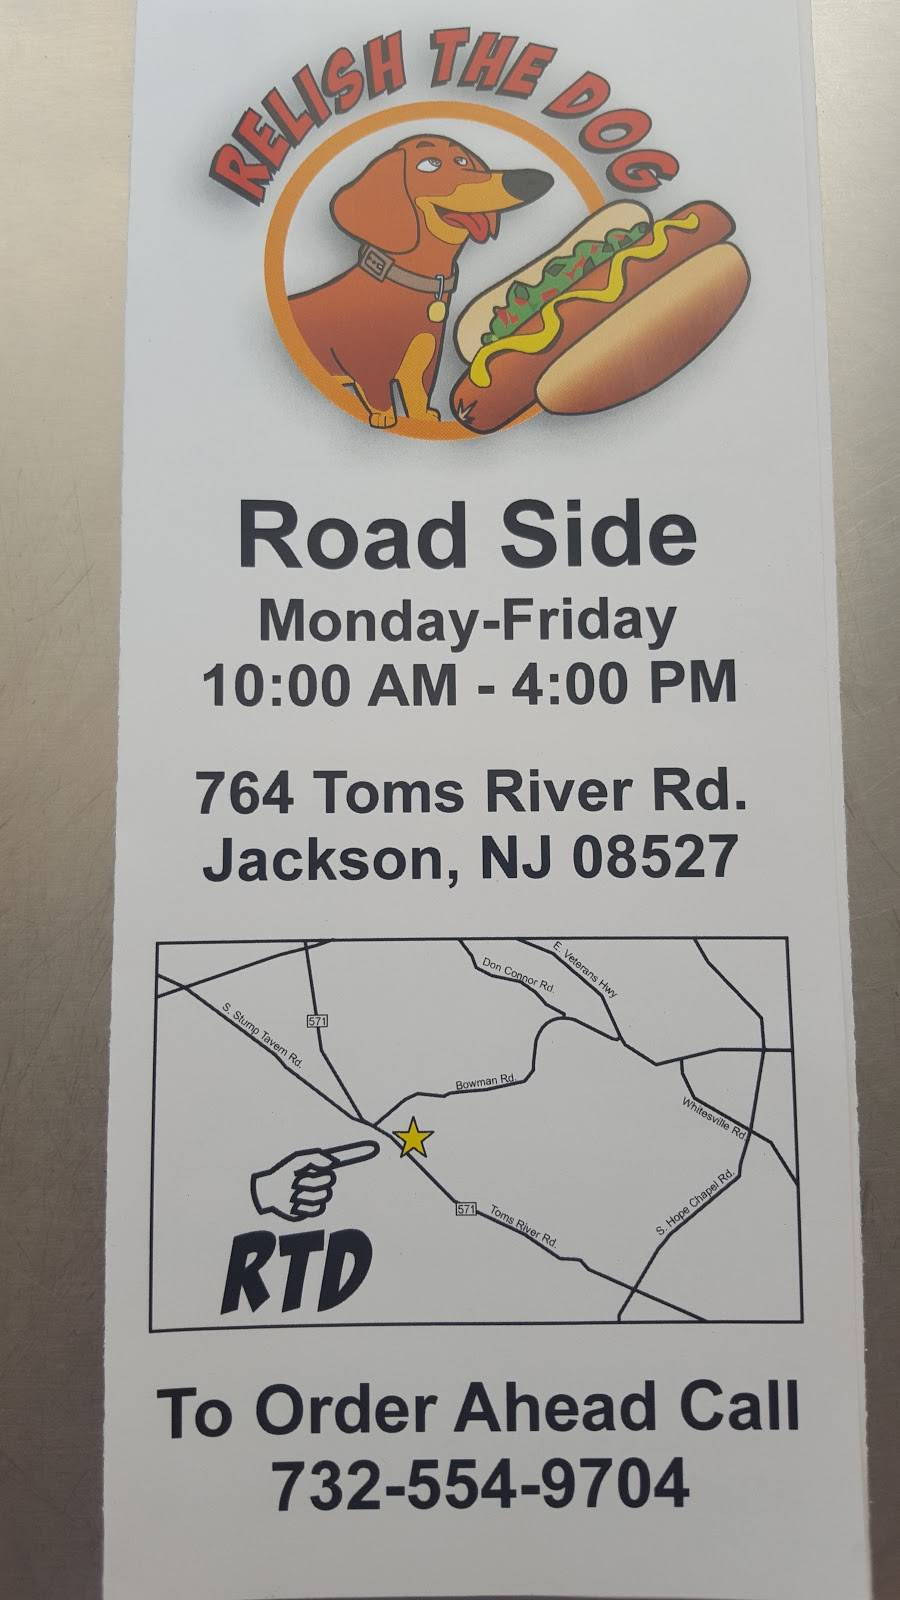 RELISH THE DOG
Road Side
Monday-Friday
10:00 AM - 4:00 PM
764 Toms River Rd.
Jackson, NJ 08527
E. Veterans Hwy
Don Connor Rd.
S. Stump Tavern Rd.
571
Bowman Rd.
Whitesville Rd.
S. Hope Chapel Rd.
571
Toms River Rd.
RTD
To Order Ahead Call
732-554-9704